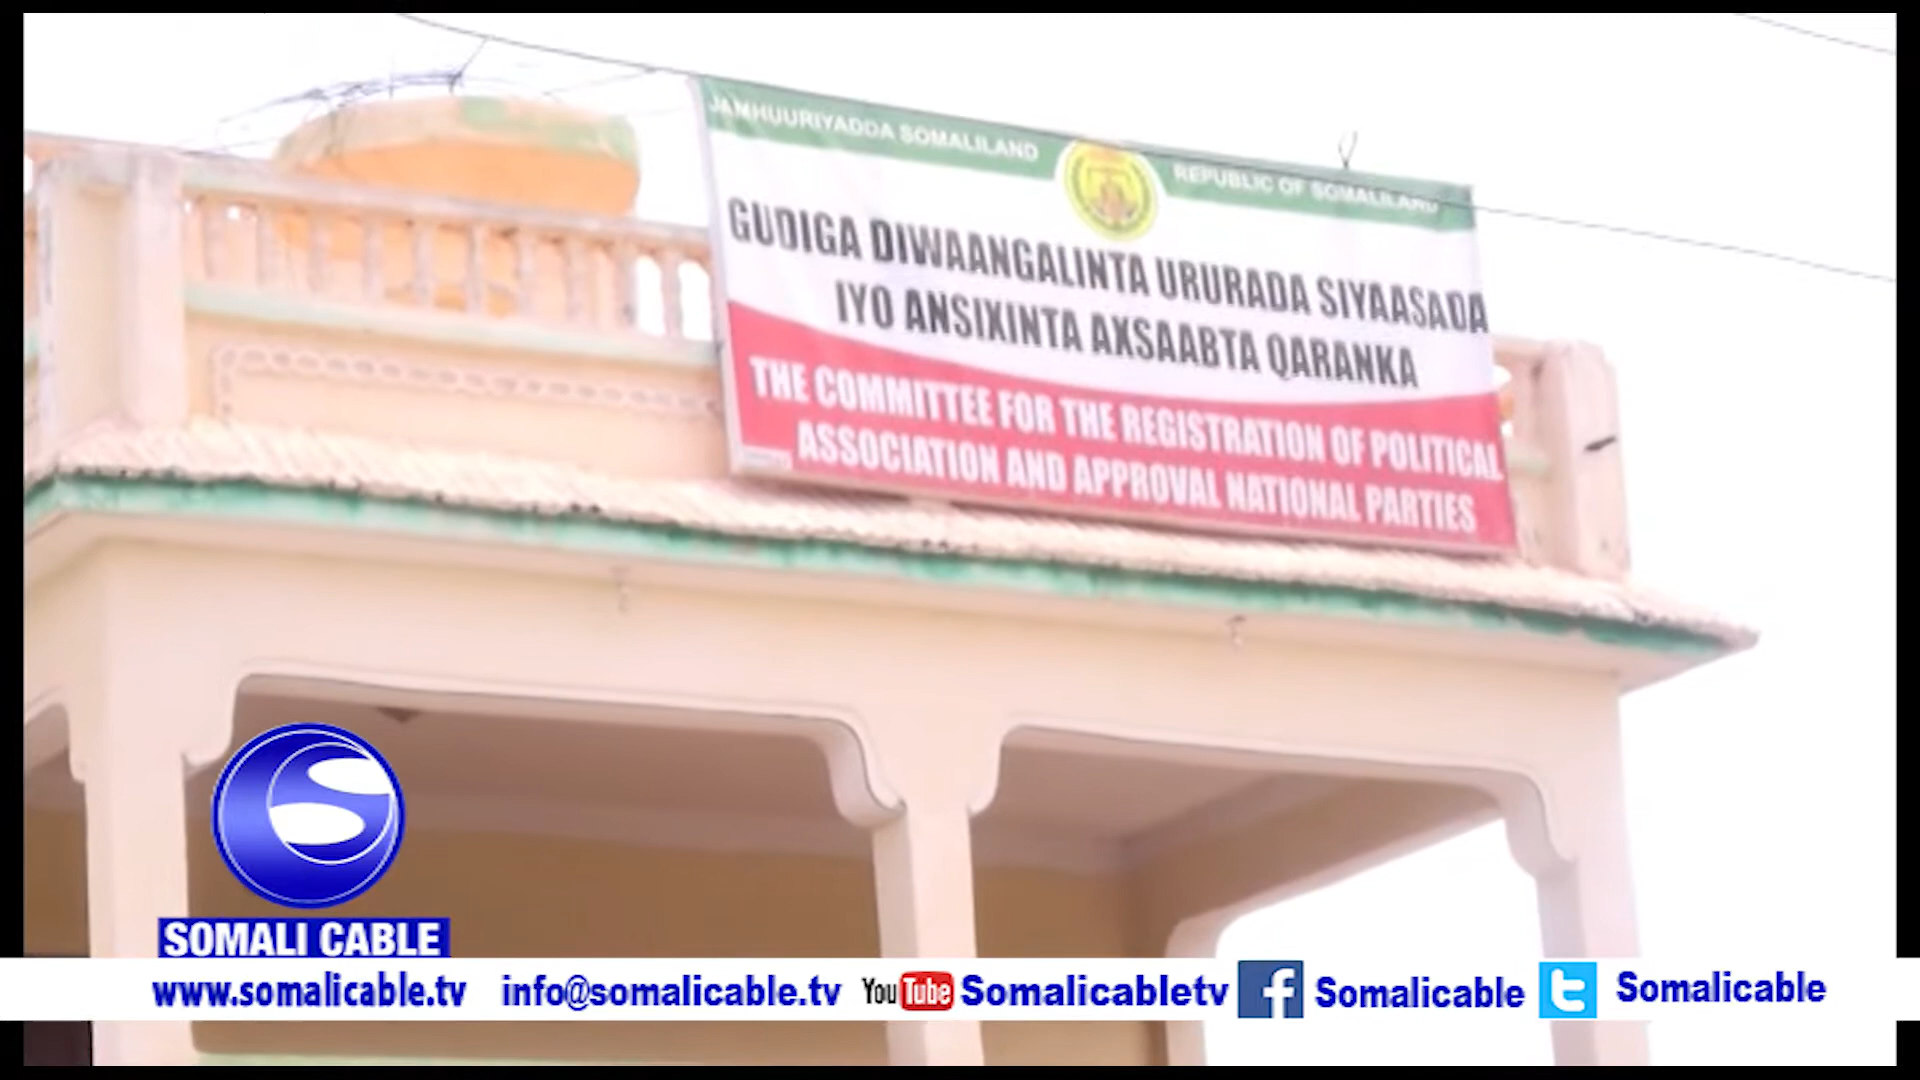 JAMHUURIYADDA SOMALILAND
REPUBLIC OF SOMALILAND
GUDIGA DIWAANGALINTA URURADA SIYAASADA
IYO ANSIXINTA AXSAABTA QARANKA
THE COMMITTEE FOR THE REGISTRATION OF POLITICAL
ASSOCIATION AND APPROVAL NATIONAL PARTIES
SOMALI CABLE
www.somalicable.tv info@somalicable.tv YouTube Somalicabletv f Somalicable t Somalicable